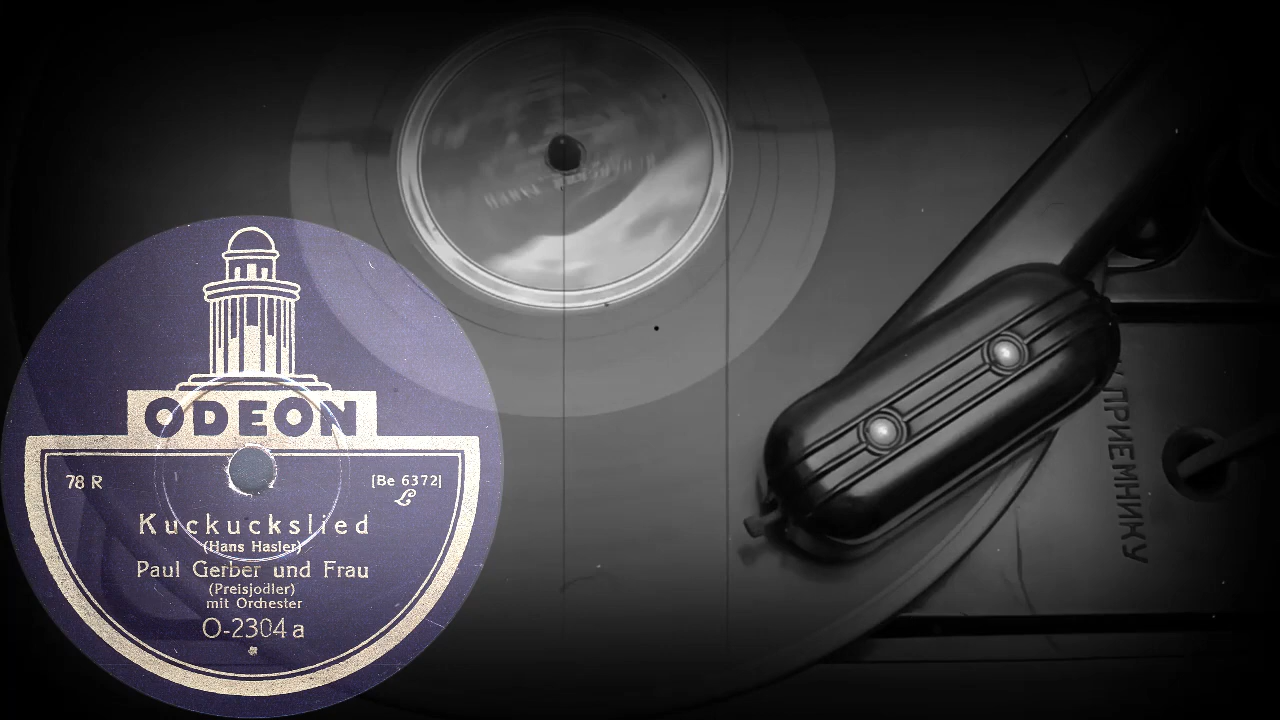 ODEON
78 R
[Be 6372]
L
Kuckuckslied
(Hans Hasler)
Paul Gerber und Frau
(Preisjodler)
mit Orchester
O-2304 a
К ПРИЕМНИКУ